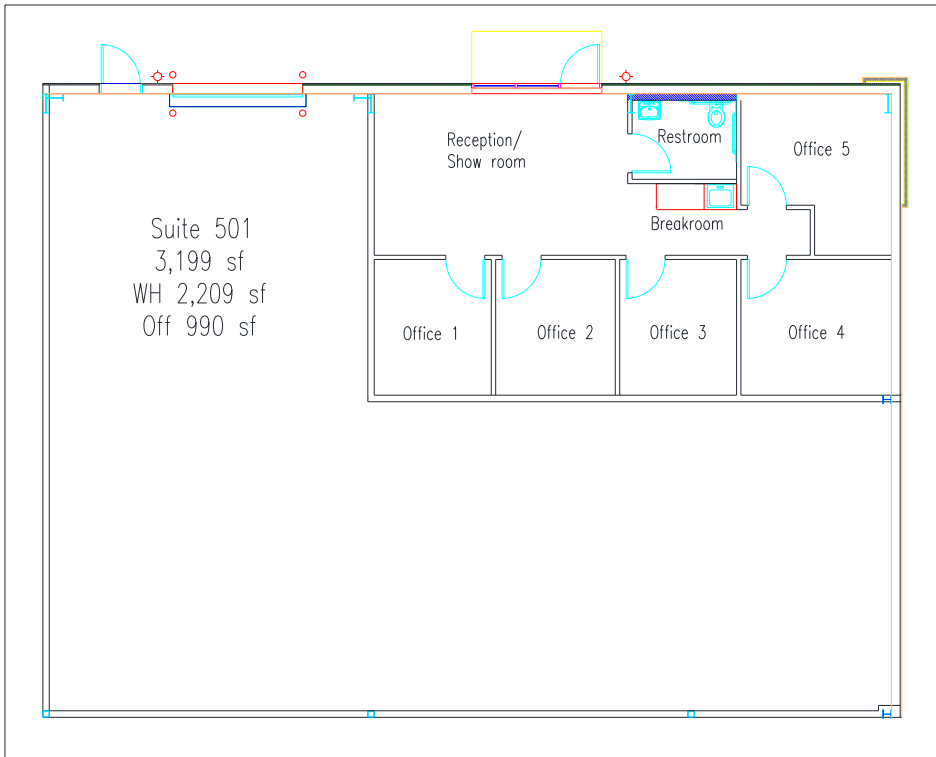 Suite 501
3,199 sf
WH 2,209 sf
Off 990 sf
Reception/
Show room
Restroom
Office 5
Breakroom
Office 1
Office 2
Office 3
Office 4